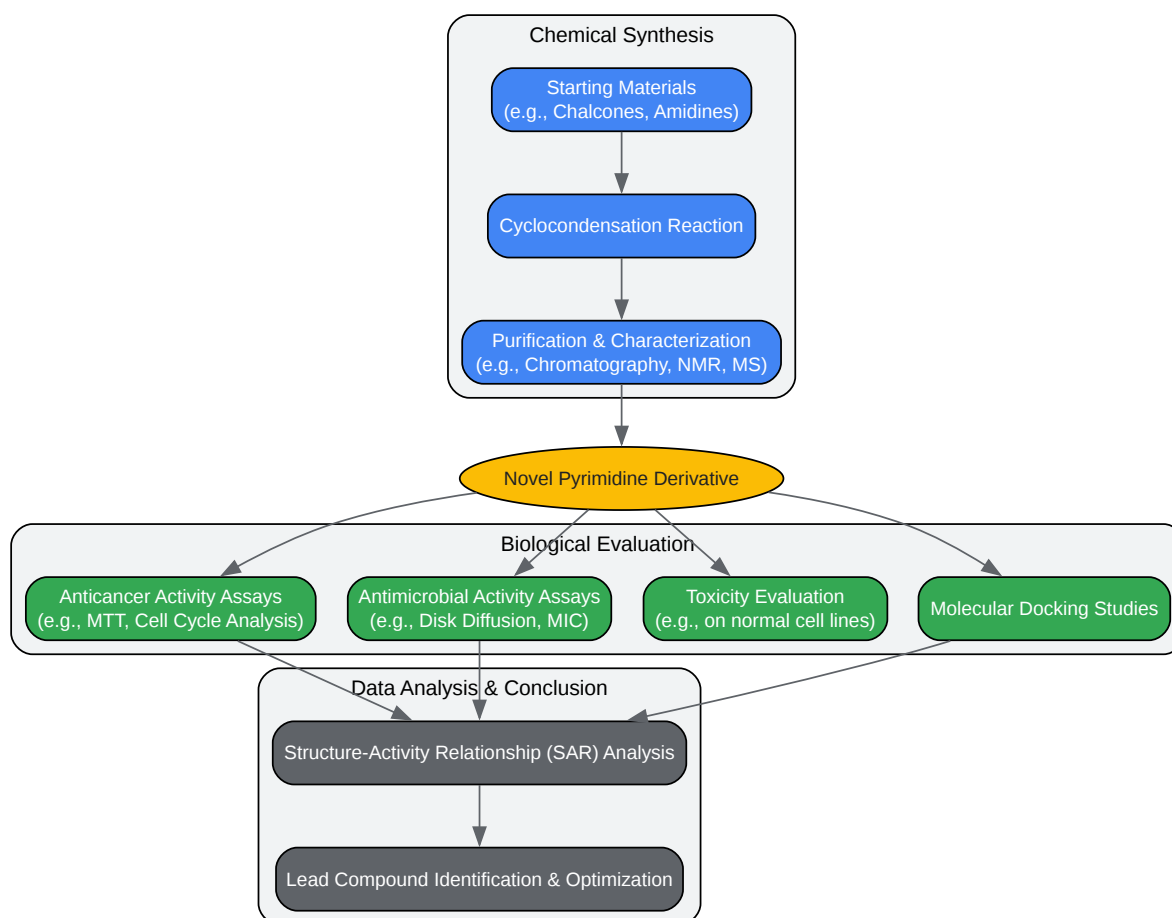 Chemical Synthesis
Starting Materials
(e.g., Chalcones, Amidines)
Cyclocondensation Reaction
Purification & Characterization
(e.g., Chromatography, NMR, MS)
Novel Pyrimidine Derivative
Biological Evaluation
Anticancer Activity Assays
(e.g., MTT, Cell Cycle Analysis)
Antimicrobial Activity Assays
(e.g., Disk Diffusion, MIC)
Toxicity Evaluation
(e.g., on normal cell lines)
Molecular Docking Studies
Data Analysis & Conclusion
Structure-Activity Relationship (SAR) Analysis
Lead Compound Identification & Optimization